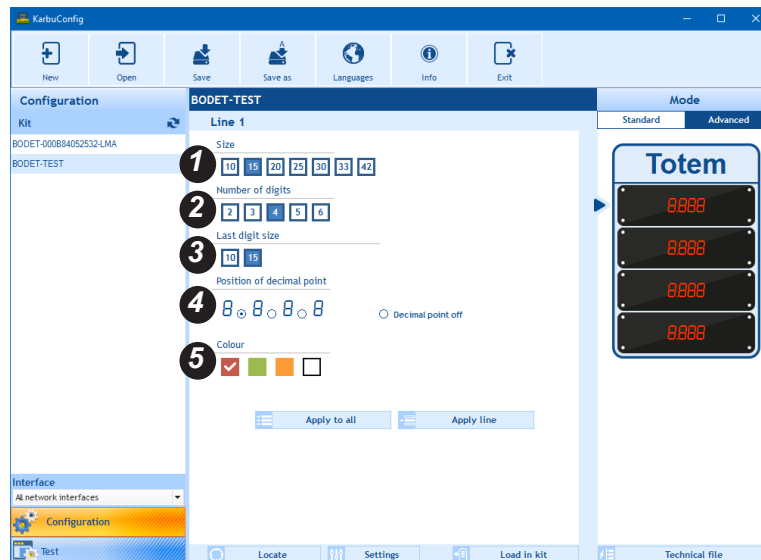 KarbuConfig
New Open Save Save as Languages Info Exit
A
Configuration
Kit
BODET-000B84052532-LMA
BODET-TEST
BODET-TEST
Line 1
1 Size
10 15 20 25 30 33 42
2 Number of digits
2 3 4 5 6
3 Last digit size
10 15
4 Position of decimal point
8 8 8 8 Decimal point off
5 Colour
Apply to all Apply line
Mode
Standard Advanced
Totem
8.888
8.888
8.888
8.888
Interface
All network interfaces
Configuration
Test
Locate Settings Load in kit Technical file